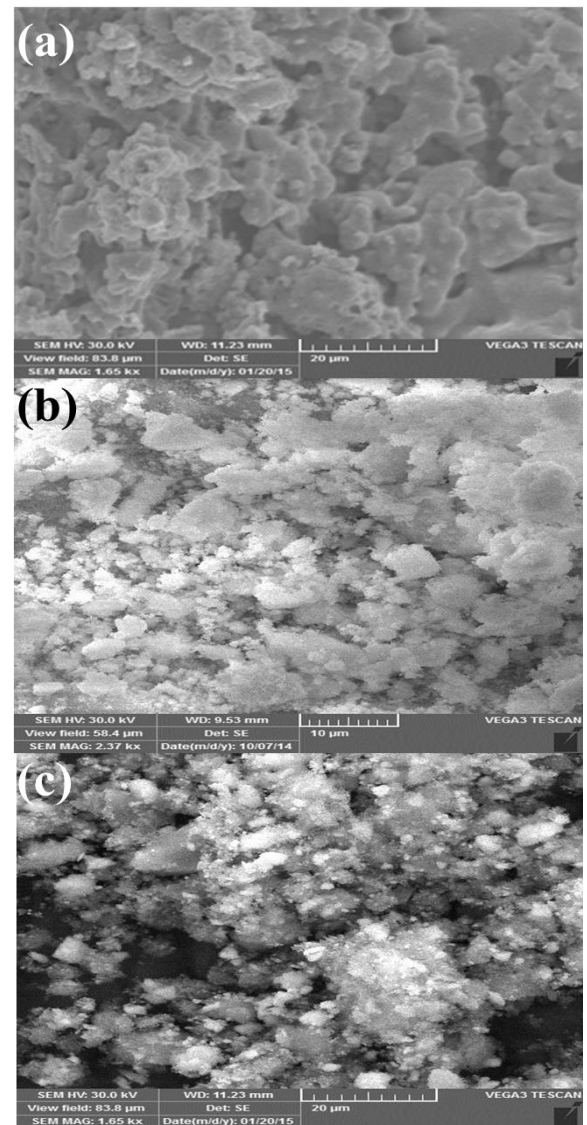 (a)
SEM HV: 30.0 kV WD: 11.23 mm VEGA3 TESCAN
View field: 83.8 µm Det: SE 20 µm
SEM MAG: 1.65 kx Date(m/d/y): 01/20/15
(b)
SEM HV: 30.0 kV WD: 9.53 mm VEGA3 TESCAN
View field: 58.4 µm Det: SE 10 µm
SEM MAG: 2.37 kx Date(m/d/y): 10/07/14
(c)
SEM HV: 30.0 kV WD: 11.23 mm VEGA3 TESCAN
View field: 83.8 µm Det: SE 20 µm
SEM MAG: 1.65 kx Date(m/d/y): 01/20/15